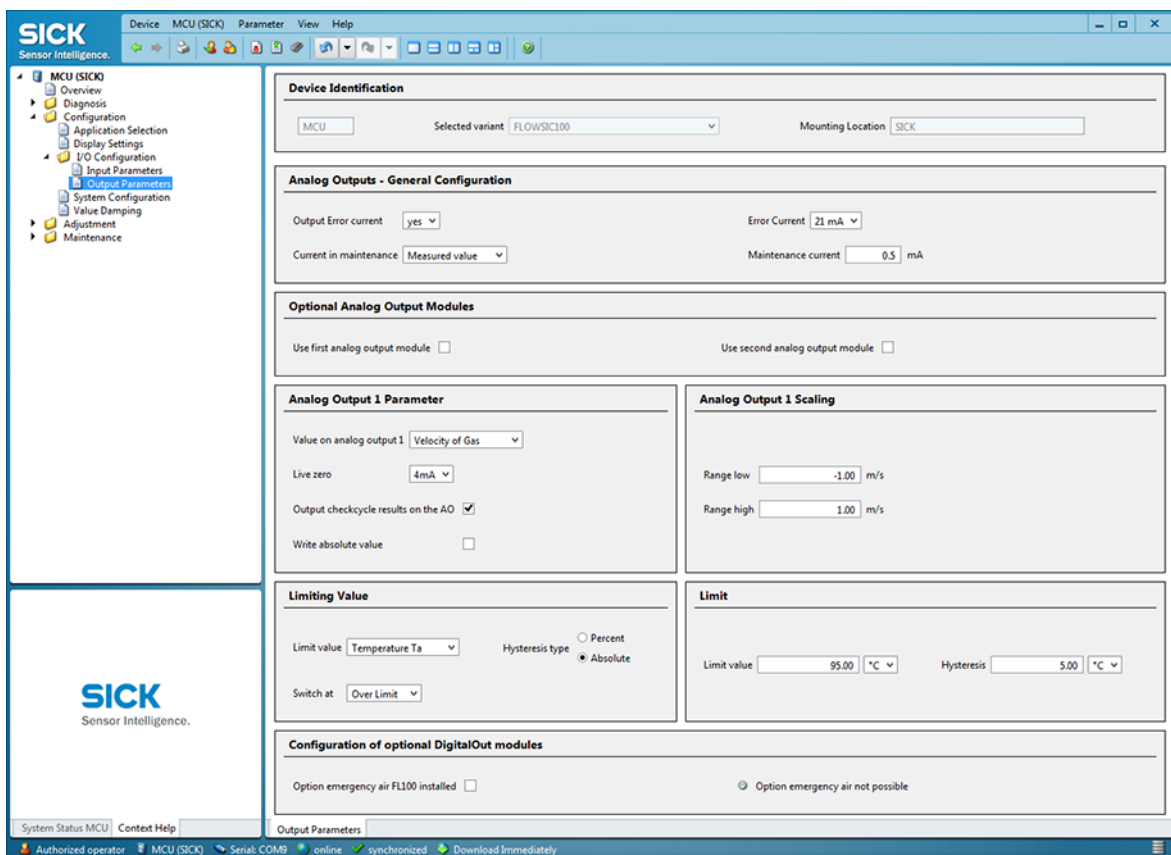 SICK
Sensor Intelligence.
Device MCU (SICK) Parameter View Help
MCU (SICK)
Overview
Diagnosis
Configuration
Application Selection
Display Settings
I/O Configuration
Input Parameters
Output Parameters
System Configuration
Value Damping
Adjustment
Maintenance
Device Identification
MCU Selected variant FLOWSIC100 Mounting Location SICK
Analog Outputs - General Configuration
Output Error current yes Error Current 21 mA
Current in maintenance Measured value Maintenance current 0.5 mA
Optional Analog Output Modules
Use first analog output module Use second analog output module
Analog Output 1 Parameter
Value on analog output 1 Velocity of Gas
Live zero 4mA
Output checkcycle results on the AO
Write absolute value
Analog Output 1 Scaling
Range low -1.00 m/s
Range high 1.00 m/s
Limiting Value
Limit value Temperature Ta Hysteresis type Percent
Absolute
Switch at Over Limit
Limit
Limit value 95.00 °C Hysteresis 5.00 °C
Configuration of optional DigitalOut modules
Option emergency air FL100 installed Option emergency air not possible
SICK
Sensor Intelligence.
System Status MCU Context Help
Output Parameters
Authorized operator MCU (SICK) Serial: COM9 online synchronized Download Immediately